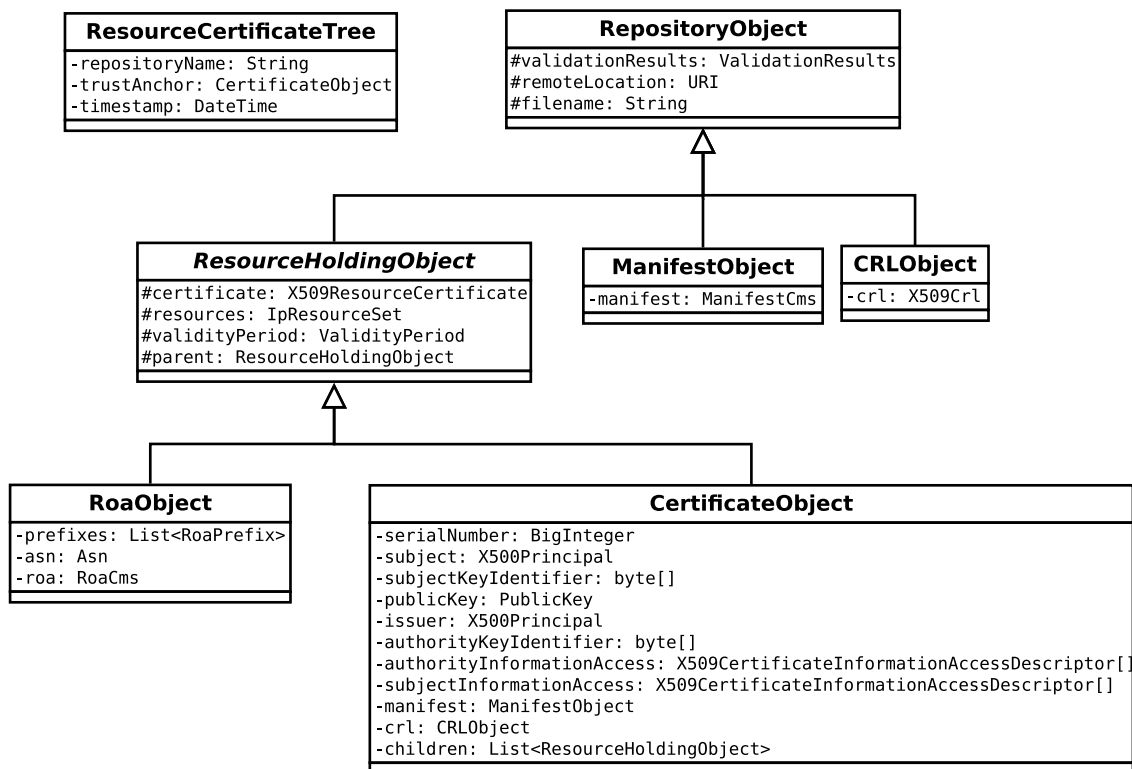 ResourceCertificateTree
-repositoryName: String
-trustAnchor: CertificateObject
-timestamp: DateTime
RepositoryObject
#validationResults: ValidationResults
#remoteLocation: URI
#filename: String
ResourceHoldingObject
#certificate: X509ResourceCertificate
#resources: IpResourceSet
#validityPeriod: ValidityPeriod
#parent: ResourceHoldingObject
ManifestObject
-manifest: ManifestCms
CRLObject
-crl: X509Crl
RoaObject
-prefixes: List<RoaPrefix>
-asn: Asn
-roa: RoaCms
CertificateObject
-serialNumber: BigInteger
-subject: X500Principal
-subjectKeyIdentifier: byte[]
-publicKey: PublicKey
-issuer: X500Principal
-authorityKeyIdentifier: byte[]
-authorityInformationAccess: X509CertificateInformationAccessDescriptor[]
-subjectInformationAccess: X509CertificateInformationAccessDescriptor[]
-manifest: ManifestObject
-crl: CRLObject
-children: List<ResourceHoldingObject>